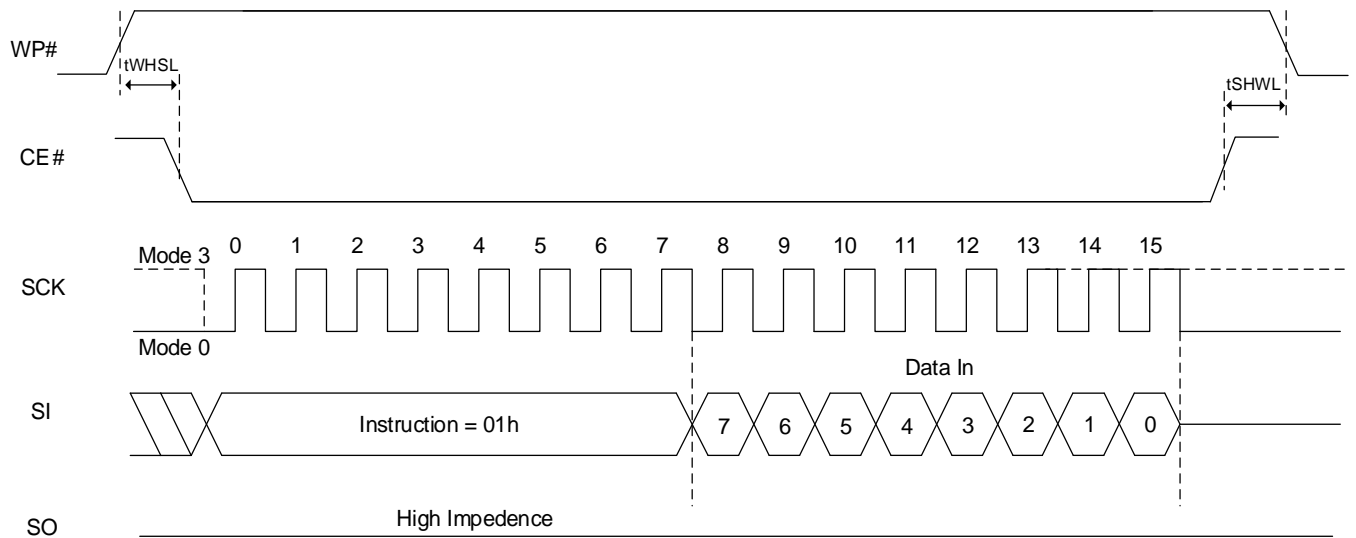 WP#
tWHSL
tSHWL
CE#
Mode 3 0 1 2 3 4 5 6 7 8 9 10 11 12 13 14 15
SCK
Mode 0
Data In
SI
Instruction = 01h 7 6 5 4 3 2 1 0
High Impedence
SO